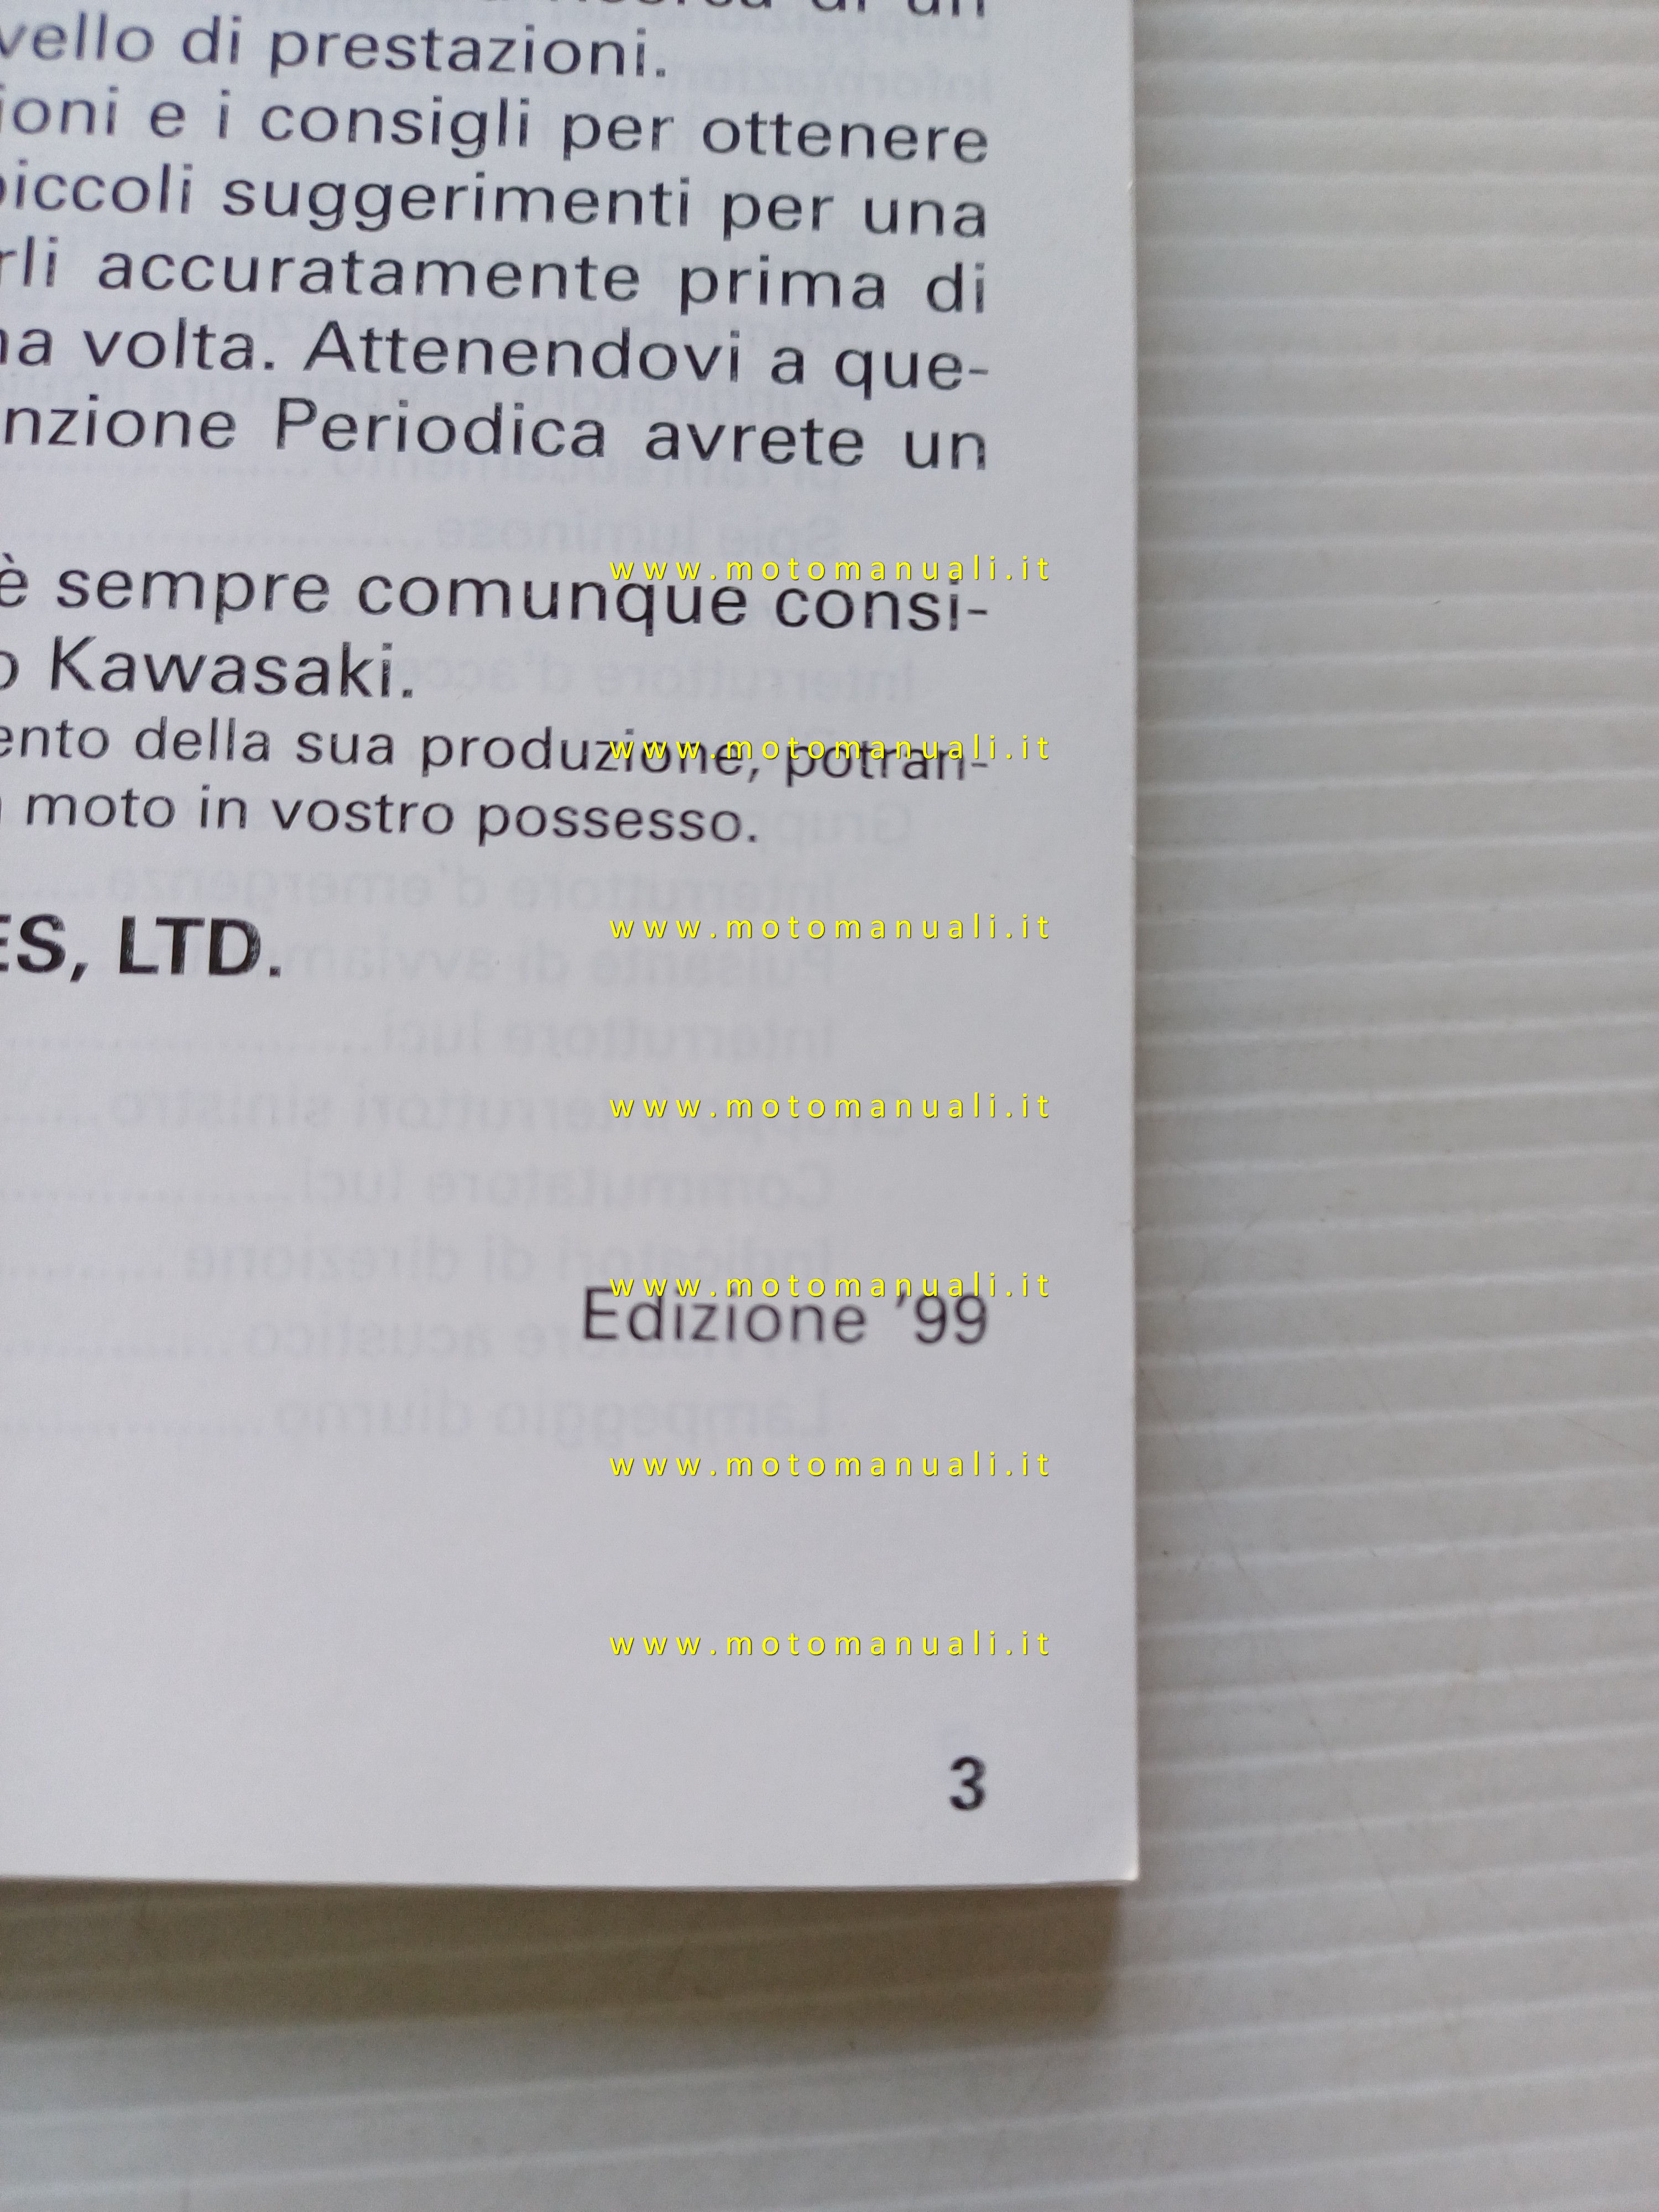 vello di prestazioni.
ioni e i consigli per ottenere
piccoli suggerimenti per una
rli accuratamente prima di
na volta. Attenendovi a que-
nzione Periodica avrete un
www.motomanuali.it
è sempre comunque consi-
o Kawasaki.
ento della sua produzione, potran-
www.motomanuali.it
moto in vostro possesso.
ES, LTD.
www.motomanuali.it
www.motomanuali.it
www.motomanuali.it
Edizione '99
www.motomanuali.it
www.motomanuali.it
3